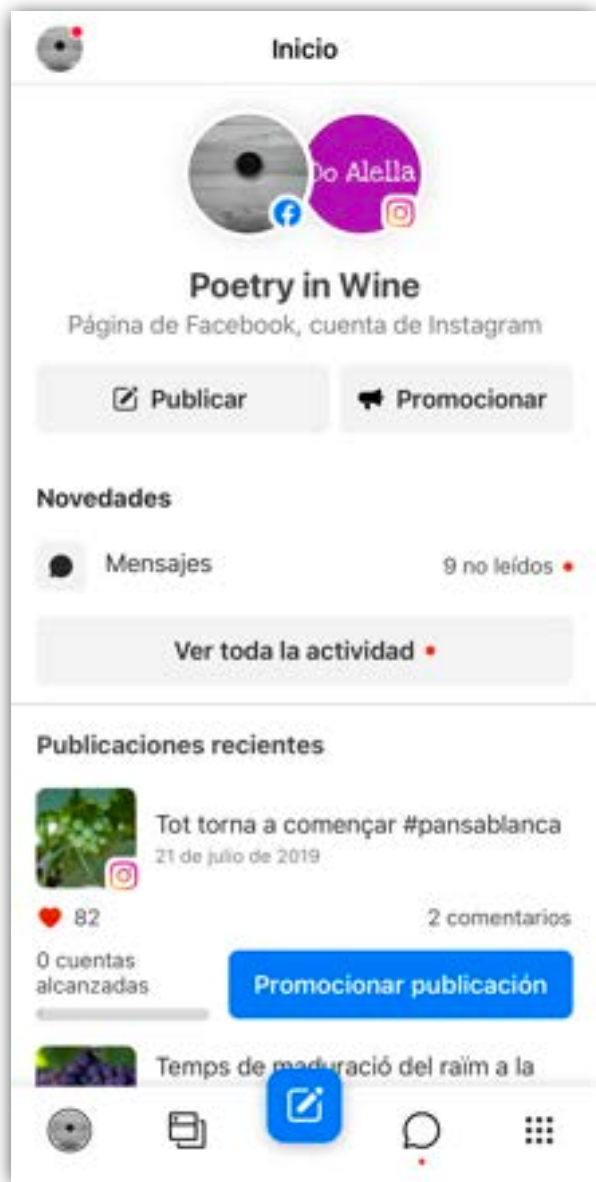 Inicio
Do Alella
Poetry in Wine
Página de Facebook, cuenta de Instagram
Publicar
Promocionar
Novedades
Mensajes
9 no leídos
Ver toda la actividad
Publicaciones recientes
Tot torna a començar #pansablanca
21 de julio de 2019
82
2 comentarios
0 cuentas
alcanzadas
Promocionar publicación
Temps de maduració del raïm a la